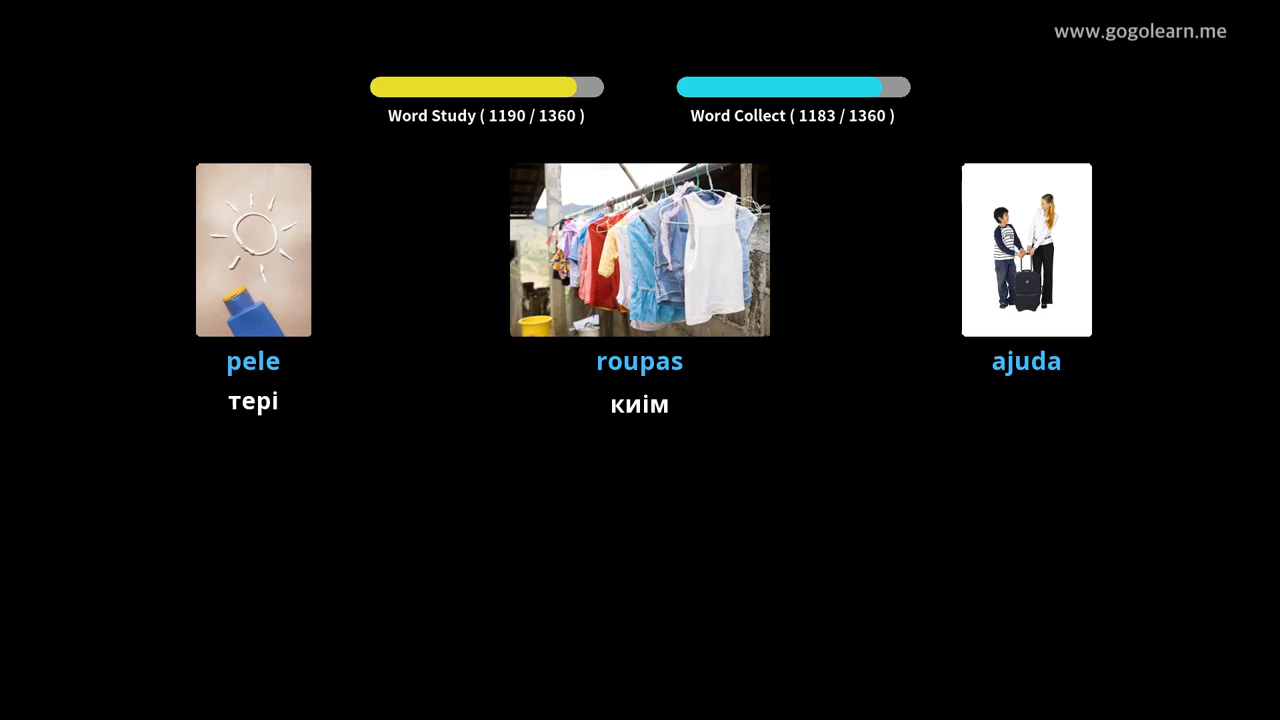 www.gogolearn.me
Word Study ( 1190 / 1360 )
Word Collect ( 1183 / 1360 )
pele
roupas
ajuda
тері
киім